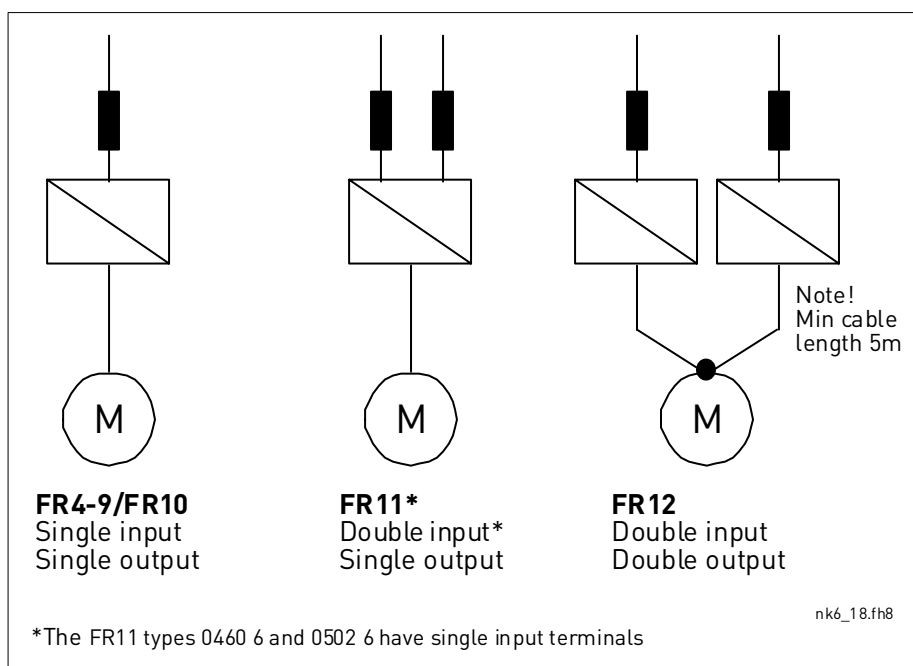 Note!
Min cable
length 5m
M
M
M
FR4-9/FR10
Single input
Single output
FR11*
Double input*
Single output
FR12
Double input
Double output
nk6_18.fh8
*The FR11 types 0460 6 and 0502 6 have single input terminals